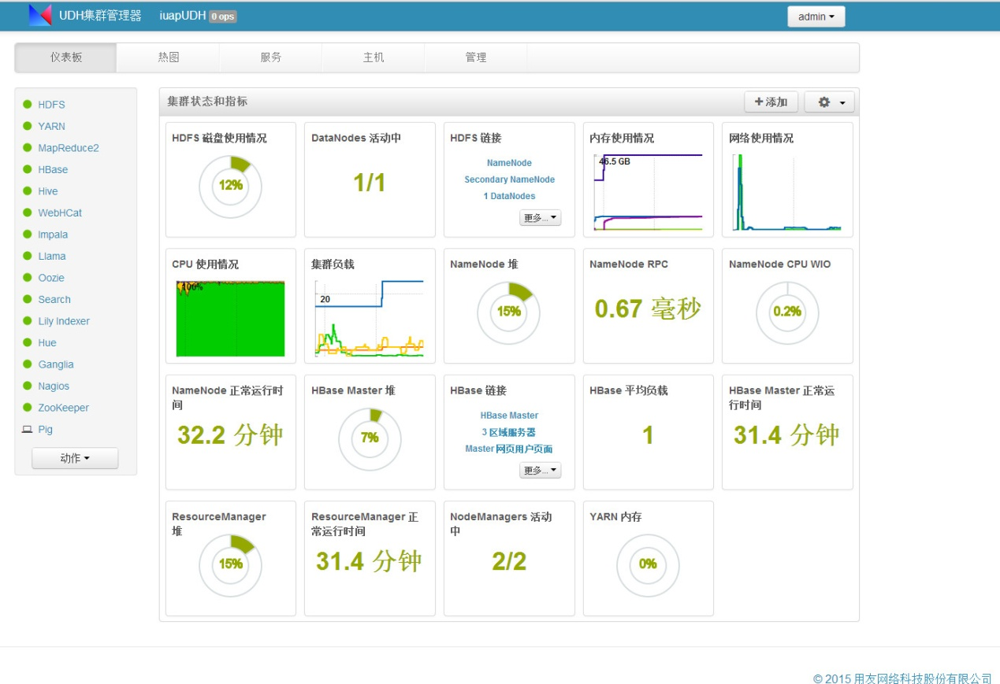 UDH集群管理器 iuapUDH 0 ops admin
仪表板 热图 服务 主机 管理
HDFS
YARN
MapReduce2
HBase
Hive
WebHCat
Impala
Llama
Oozie
Search
Lily Indexer
Hue
Ganglia
Nagios
ZooKeeper
Pig
动作
集群状态和指标 添加
HDFS 磁盘使用情况
12%
DataNodes 活动中
1/1
HDFS 链接
NameNode
Secondary NameNode
1 DataNodes
更多...
内存使用情况
46.5 GB
网络使用情况
CPU 使用情况
100%
集群负载
20
NameNode 堆
15%
NameNode RPC
0.67 毫秒
NameNode CPU WIO
0.2%
NameNode 正常运行时
间
32.2 分钟
HBase Master 堆
7%
HBase 链接
HBase Master
3 区域服务器
Master 网页用户页面
更多...
HBase 平均负载
1
HBase Master 正常运
行时间
31.4 分钟
ResourceManager
堆
15%
ResourceManager 正
常运行时间
31.4 分钟
NodeManagers 活动
中
2/2
YARN 内存
0%
© 2015 用友网络科技股份有限公司